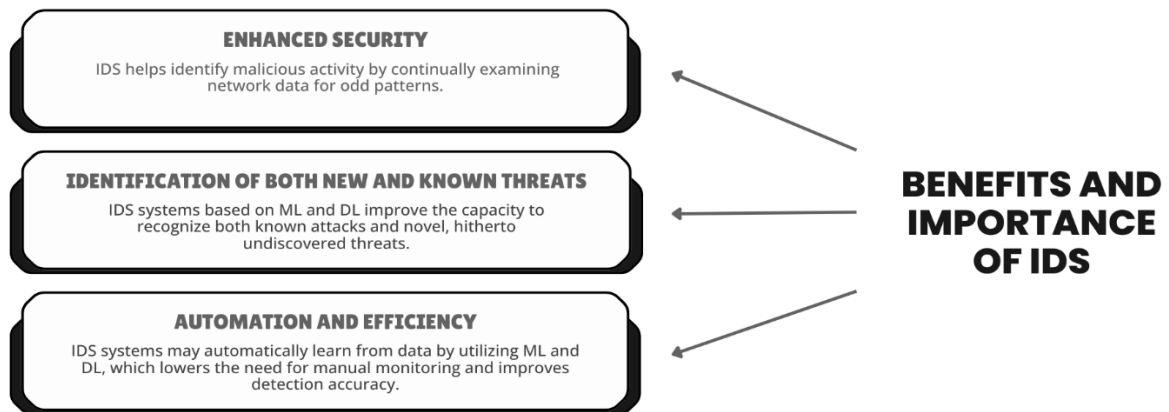 ENHANCED SECURITY
IDS helps identify malicious activity by continually examining
network data for odd patterns.
IDENTIFICATION OF BOTH NEW AND KNOWN THREATS
IDS systems based on ML and DL improve the capacity to
recognize both known attacks and novel, hitherto
undiscovered threats.
AUTOMATION AND EFFICIENCY
IDS systems may automatically learn from data by utilizing ML and
DL, which lowers the need for manual monitoring and improves
detection accuracy.
BENEFITS AND
IMPORTANCE
OF IDS